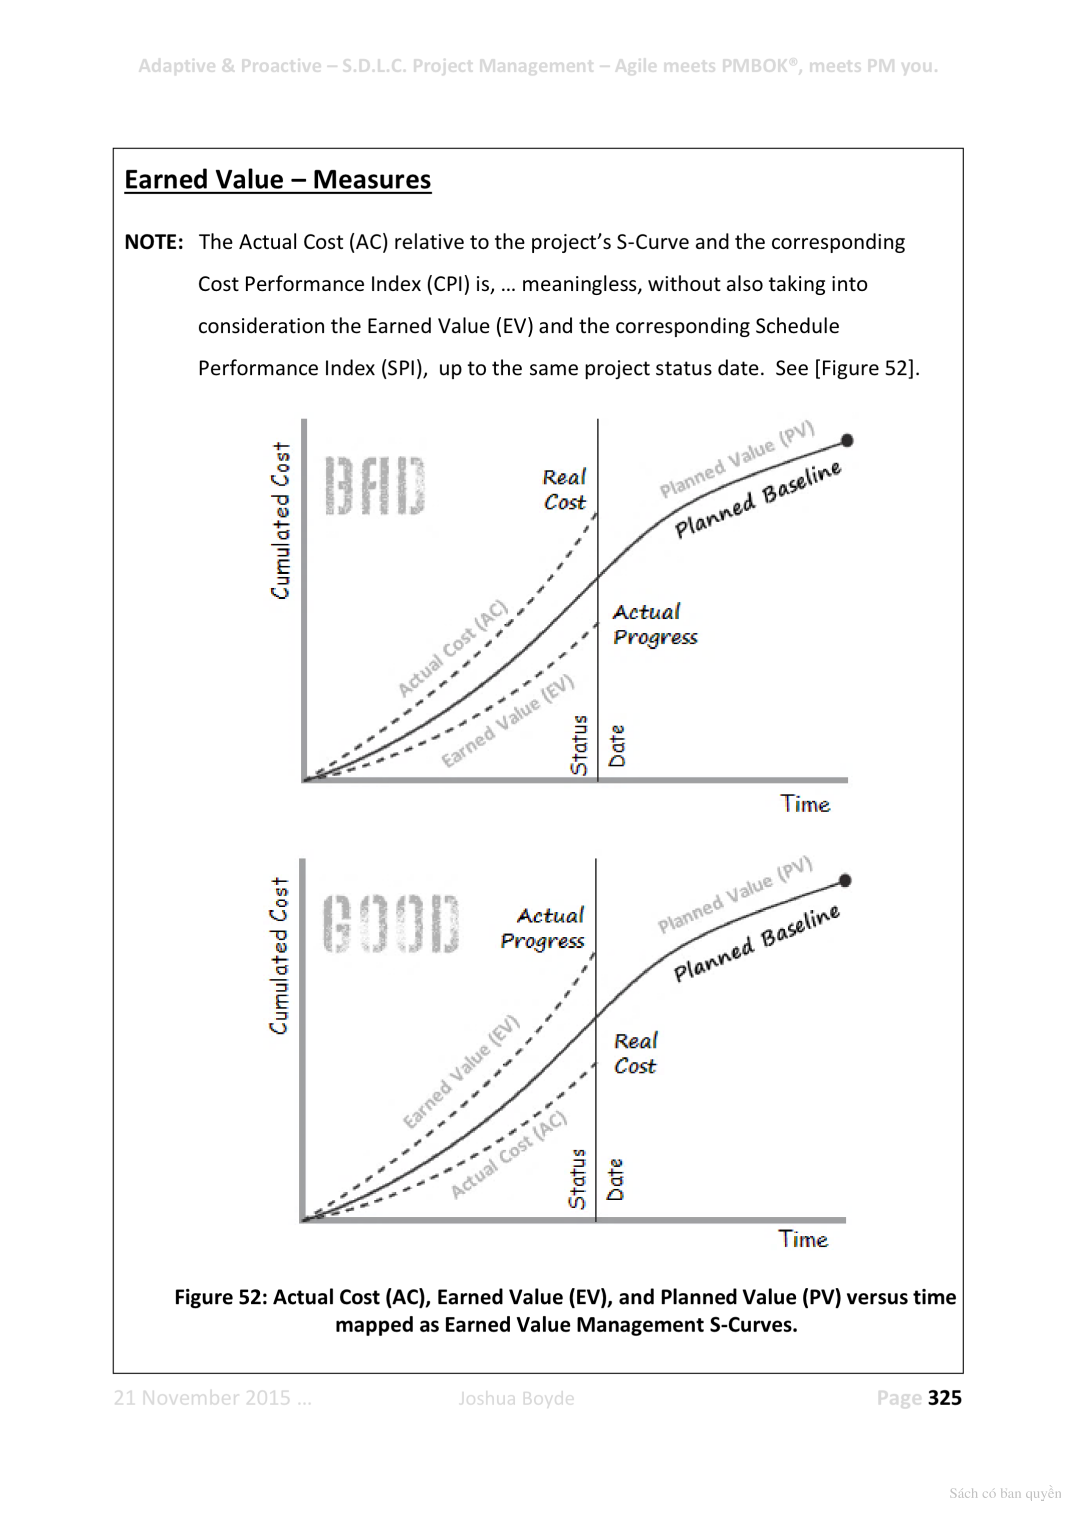 Adaptive & Proactive – S.D.L.C. Project Management – Agile meets PMBOK®, meets PM you.
Earned Value – Measures
NOTE: The Actual Cost (AC) relative to the project’s S-Curve and the corresponding
Cost Performance Index (CPI) is, … meaningless, without also taking into
consideration the Earned Value (EV) and the corresponding Schedule
Performance Index (SPI), up to the same project status date. See [Figure 52].
Cumulated Cost
BAD
Real
Cost
Planned Value (PV)
Planned Baseline
Actual Cost (AC)
Actual
Progress
Earned Value (EV)
Status
Date
Time
Cumulated Cost
GOOD
Actual
Progress
Planned Value (PV)
Planned Baseline
Earned Value (EV)
Real
Cost
Actual Cost (AC)
Status
Date
Time
Figure 52: Actual Cost (AC), Earned Value (EV), and Planned Value (PV) versus time
mapped as Earned Value Management S-Curves.
21 November 2015 … Joshua Boyde Page 325
Sách có bản quyền